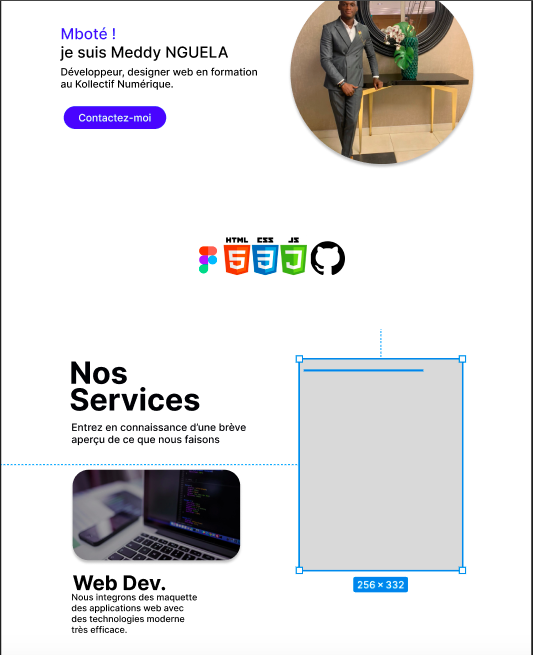 Mboté !
je suis Meddy NGUELA
Développeur, designer web en formation
au Kollectif Numérique.
Contactez-moi
HTML CSS JS
5 3 J
Nos
Services
Entrez en connaissance d'une brève
aperçu de ce que nous faisons
256 × 332
Web Dev.
Nous integrons des maquette
des applications web avec
des technologies moderne
très efficace.